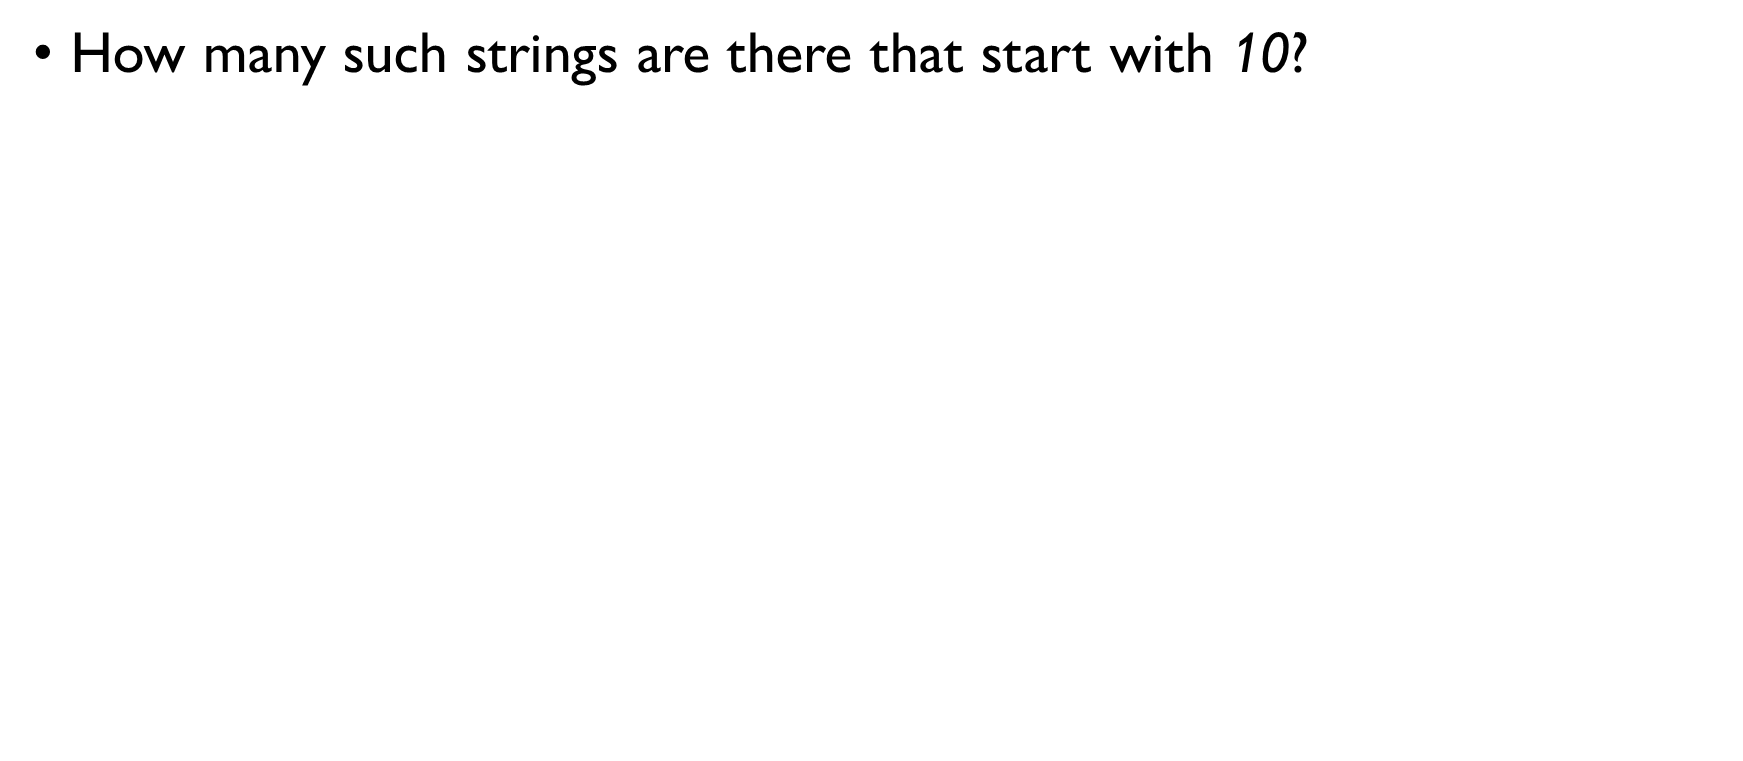 • How many such strings are there that start with 10?